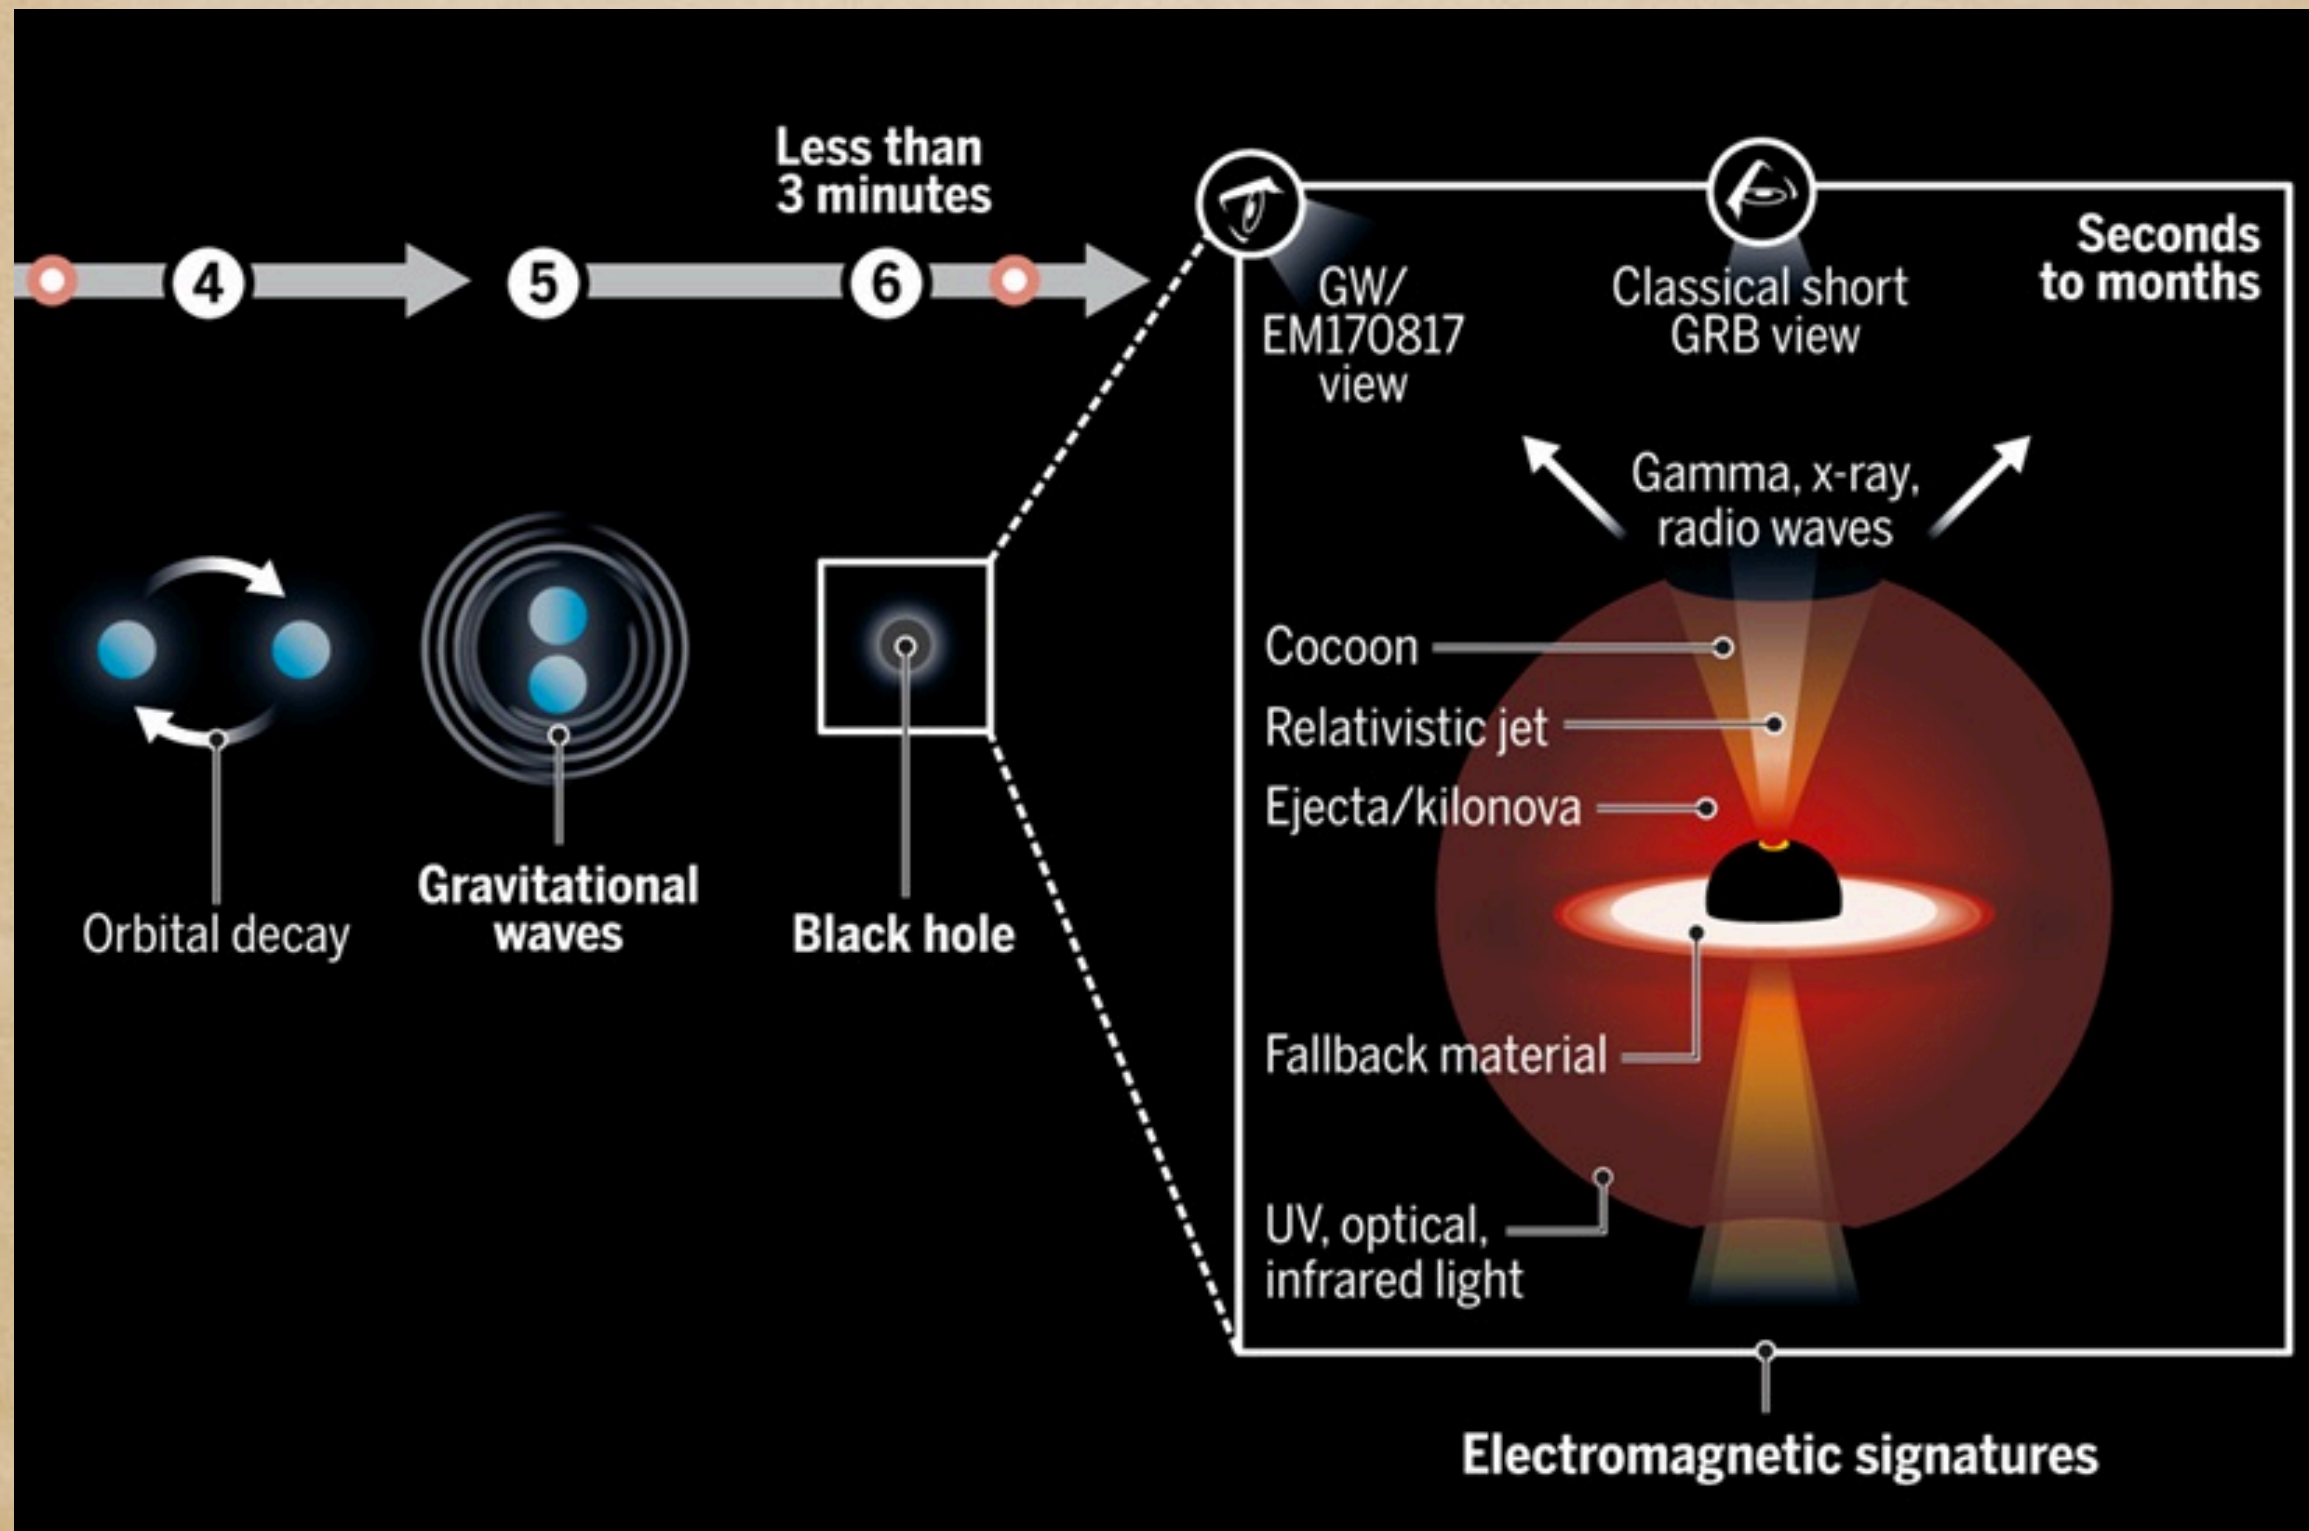 Less than
3 minutes
4
5
6
Orbital decay
Gravitational
waves
Black hole
GW/
EM170817
view
Classical short
GRB view
Seconds
to months
Gamma, x-ray,
radio waves
Cocoon
Relativistic jet
Ejecta/kilonova
Fallback material
UV, optical,
infrared light
Electromagnetic signatures